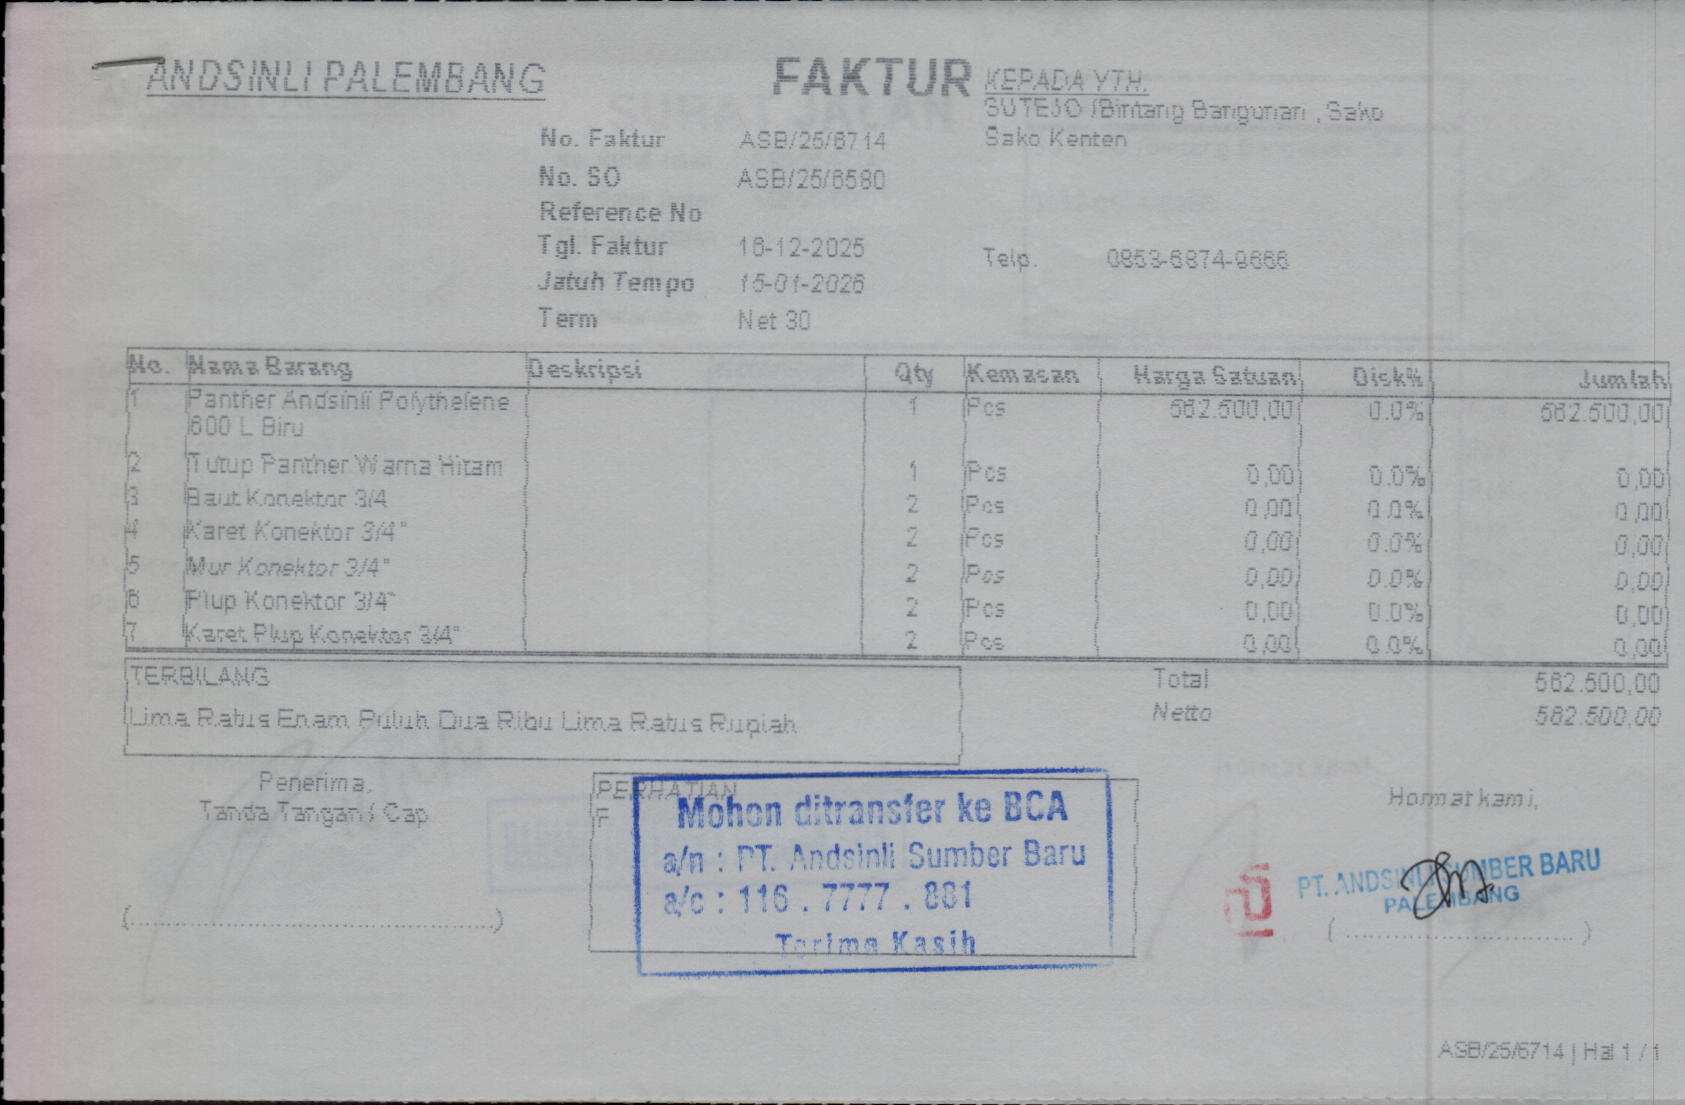 ANDSINLI PALEMBANG
FAKTUR
KEPADA YTH.
SUTEJO /Bintang Bangunan , Sako
Sako Kenten
No. Faktur ASB/25/6714
No. SO ASB/25/6580
Reference No
Tgl. Faktur 16-12-2025
Telp. 0853-6874-9666
Jatuh Tempo 15-01-2026
Term Net 30
No. Nama Barang Deskripsi Qty Kemasan Harga Satuan Disk% Jumlah
1 Panther Andsinli Polythelene 1 Pcs 562.500,00 0.0% 562.500,00
600 L Biru
2 Tutup Panther Warna Hitam 1 Pcs 0,00 0.0% 0,00
3 Baut Konektor 3/4 2 Pcs 0,00 0.0% 0,00
4 Karet Konektor 3/4" 2 Pcs 0,00 0.0% 0,00
5 Mur Konektor 3/4" 2 Pcs 0,00 0.0% 0,00
6 Plup Konektor 3/4" 2 Pcs 0,00 0.0% 0,00
7 Karet Plup Konektor 3/4" 2 Pcs 0,00 0.0% 0,00
TERBILANG
Lima Ratus Enam Puluh Dua Ribu Lima Ratus Rupiah
Total 562.500,00
Netto 562.500,00
Penerima,
Tanda Tangan / Cap
PERHATIAN
F
Mohon ditransfer ke BCA
a/n : PT. Andsinli Sumber Baru
a/c : 116 . 7777 . 881
Terima Kasih
Hormat kami,
PT. ANDSINLI SUMBER BARU
PALEMBANG
ASB/25/6714 | Hal 1 / 1